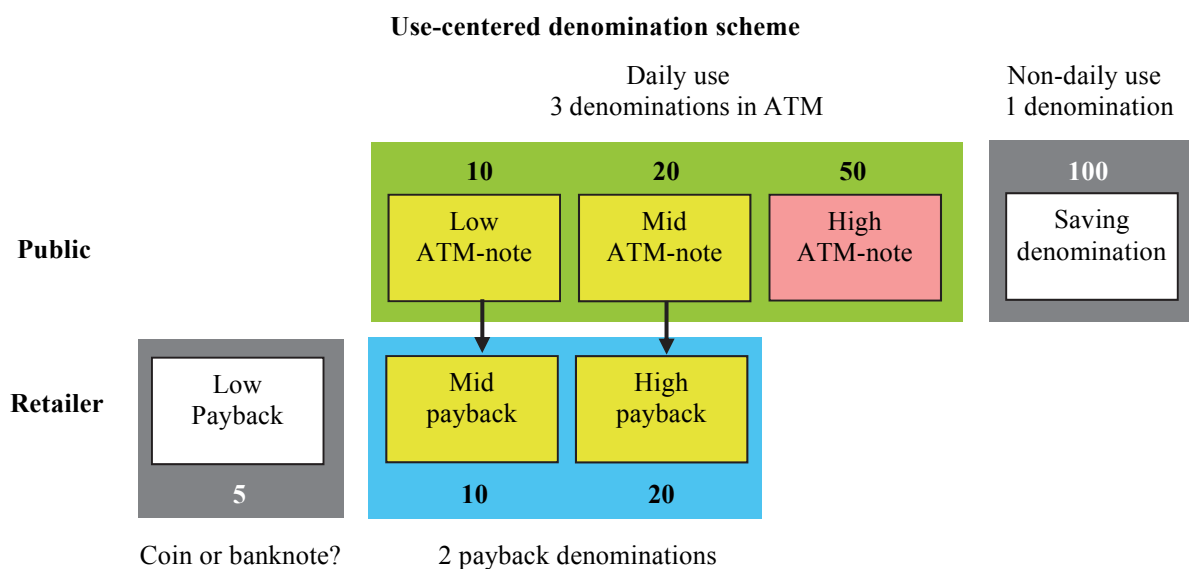 Use-centered denomination scheme
Daily use
3 denominations in ATM
Non-daily use
1 denomination
Public
10
Low
ATM-note
20
Mid
ATM-note
50
High
ATM-note
100
Saving
denomination
Retailer
Low
Payback
5
Mid
payback
10
High
payback
20
Coin or banknote?
2 payback denominations